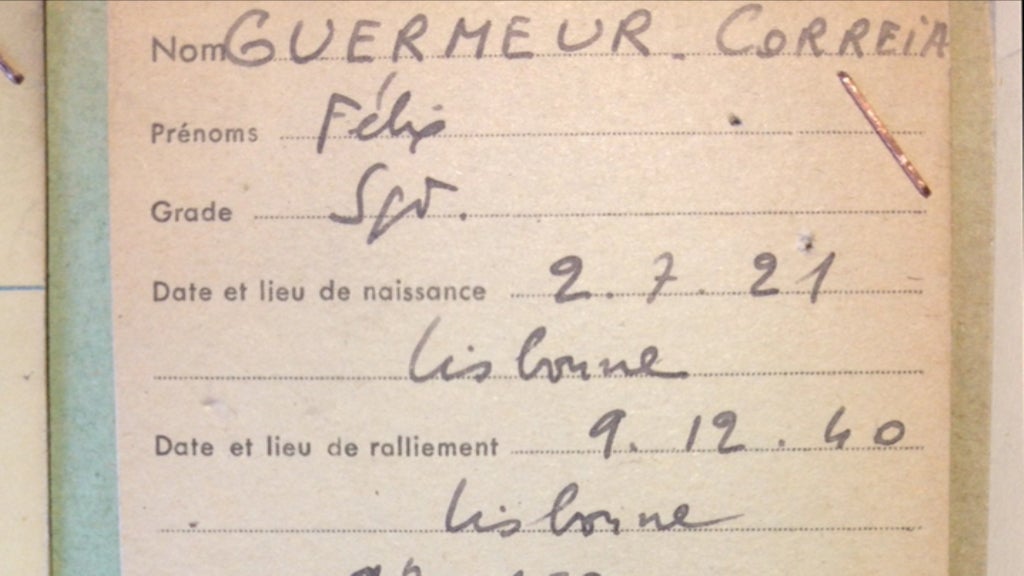 Nom GUERMEUR - CORREIA
Prénoms Félix
Grade Sgt.
Date et lieu de naissance 2.7.21
Lisbonne
Date et lieu de ralliement 9.12.40
Lisbonne